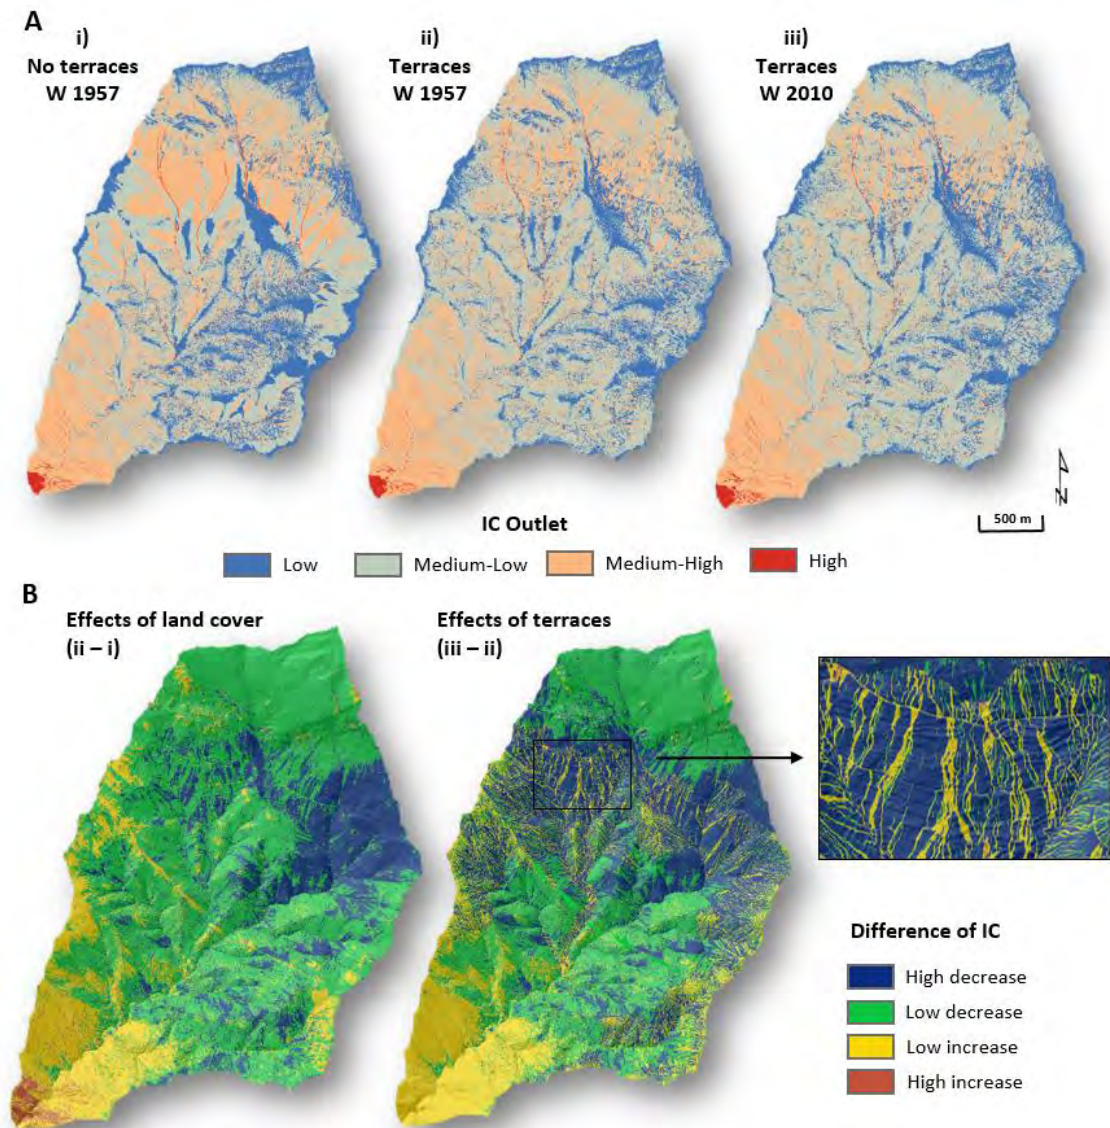 A
i)
No terraces
W 1957
ii)
Terraces
W 1957
iii)
Terraces
W 2010
N
500 m
IC Outlet
Low
Medium-Low
Medium-High
High
B
Effects of land cover
(ii – i)
Effects of terraces
(iii – ii)
Difference of IC
High decrease
Low decrease
Low increase
High increase